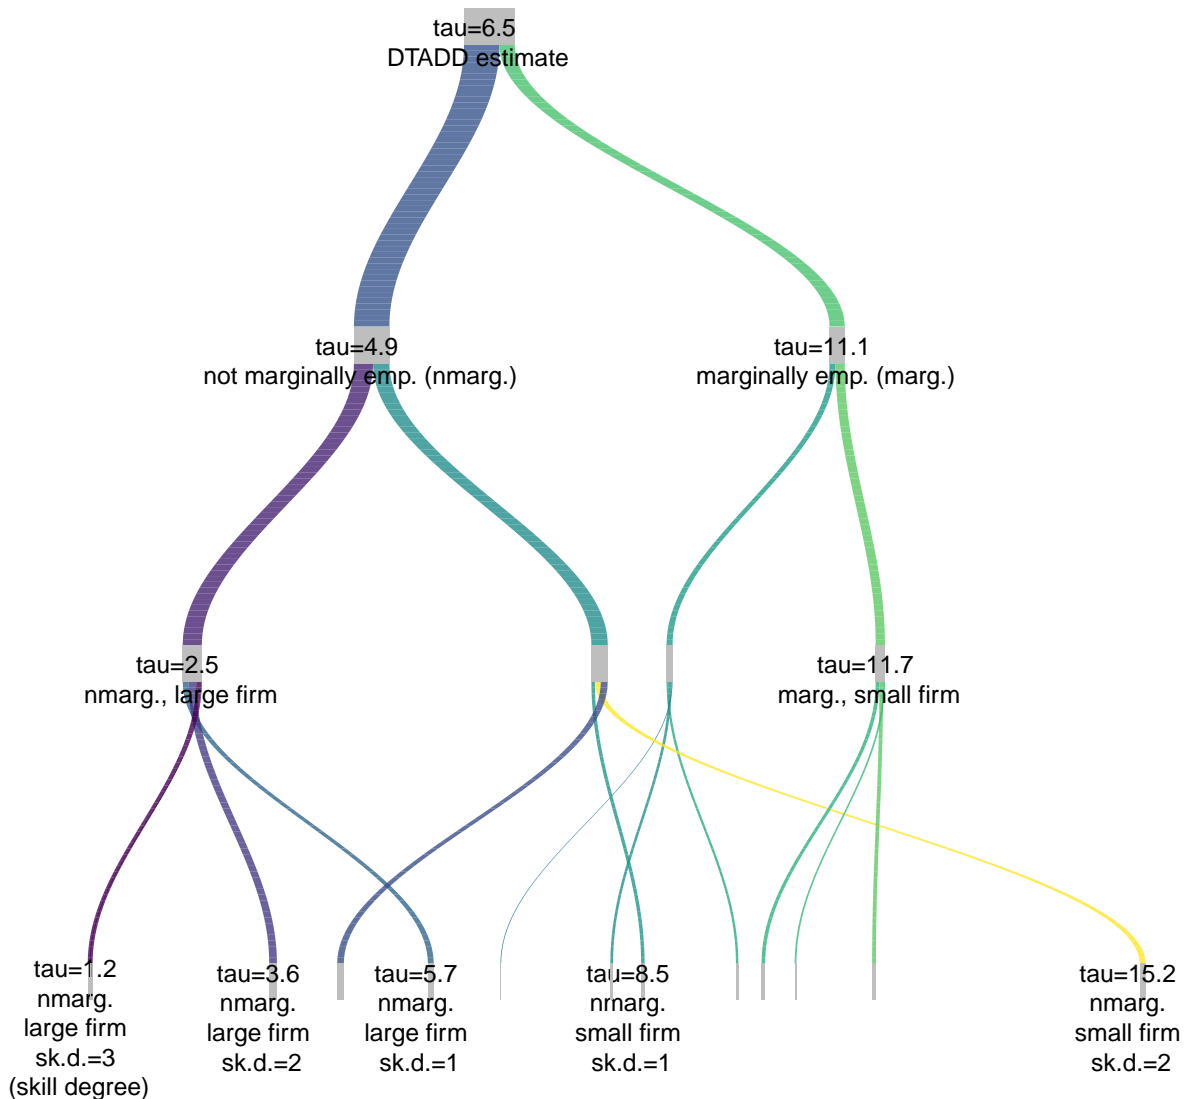 tau=6.5
DTADD estimate
tau=4.9
not marginally emp. (nmarg.)
tau=11.1
marginally emp. (marg.)
tau=2.5
nmarg., large firm
tau=11.7
marg., small firm
tau=1.2
nmarg.
large firm
sk.d.=3
(skill degree)
tau=3.6
nmarg.
large firm
sk.d.=2
tau=5.7
nmarg.
large firm
sk.d.=1
tau=8.5
nmarg.
small firm
sk.d.=1
tau=15.2
nmarg.
small firm
sk.d.=2